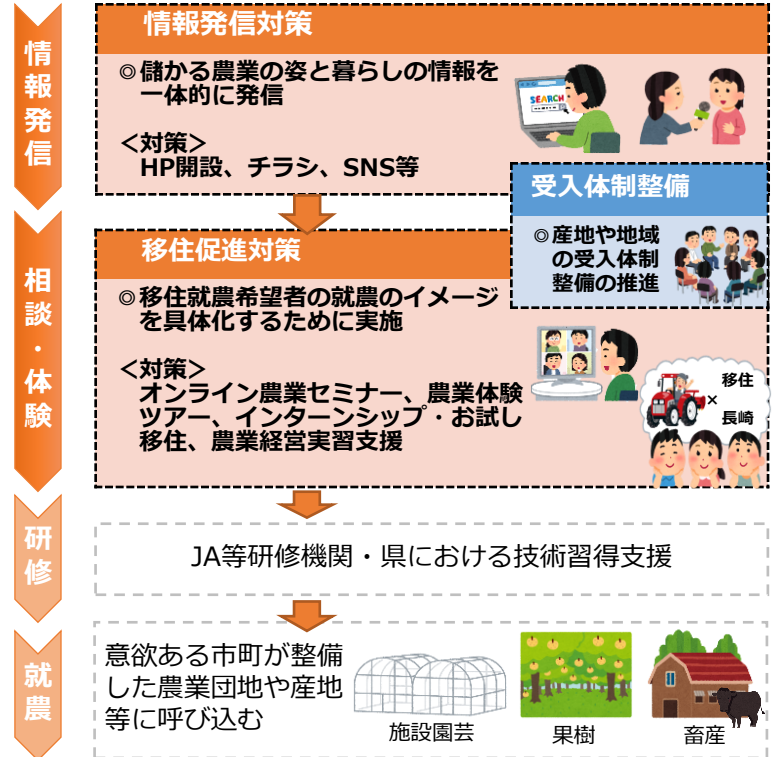 情報発信
情報発信対策
◎儲かる農業の姿と暮らしの情報を
一体的に発信
＜対策＞
HP開設、チラシ、SNS等
SEARCH
受入体制整備
◎産地や地域
の受入体制
整備の推進
相談・体験
移住促進対策
◎移住就農希望者の就農のイメージ
を具体化するために実施
＜対策＞
オンライン農業セミナー、農業体験
ツアー、インターンシップ・お試し
移住、農業経営実習支援
移住
×
長崎
研修
JA等研修機関・県における技術習得支援
就農
意欲ある市町が整備
した農業団地や産地
等に呼び込む
施設園芸
果樹
畜産